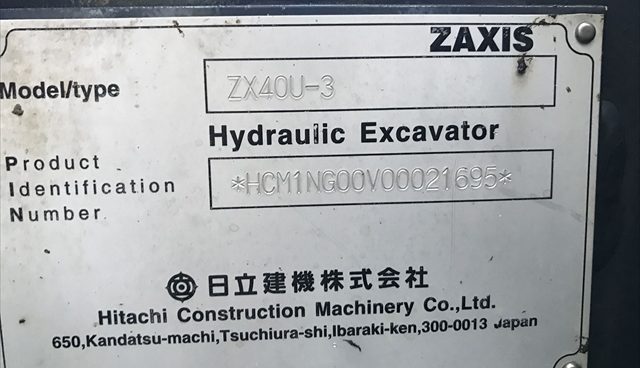 ZAXIS
Model/type ZX40U-3
Hydraulic Excavator
Product
Identification *HCM1NG00V00021695*
Number
日立建機株式会社
Hitachi Construction Machinery Co.,Ltd.
650,Kandatsu-machi,Tsuchiura-shi,Ibaraki-ken,300-0013 Japan